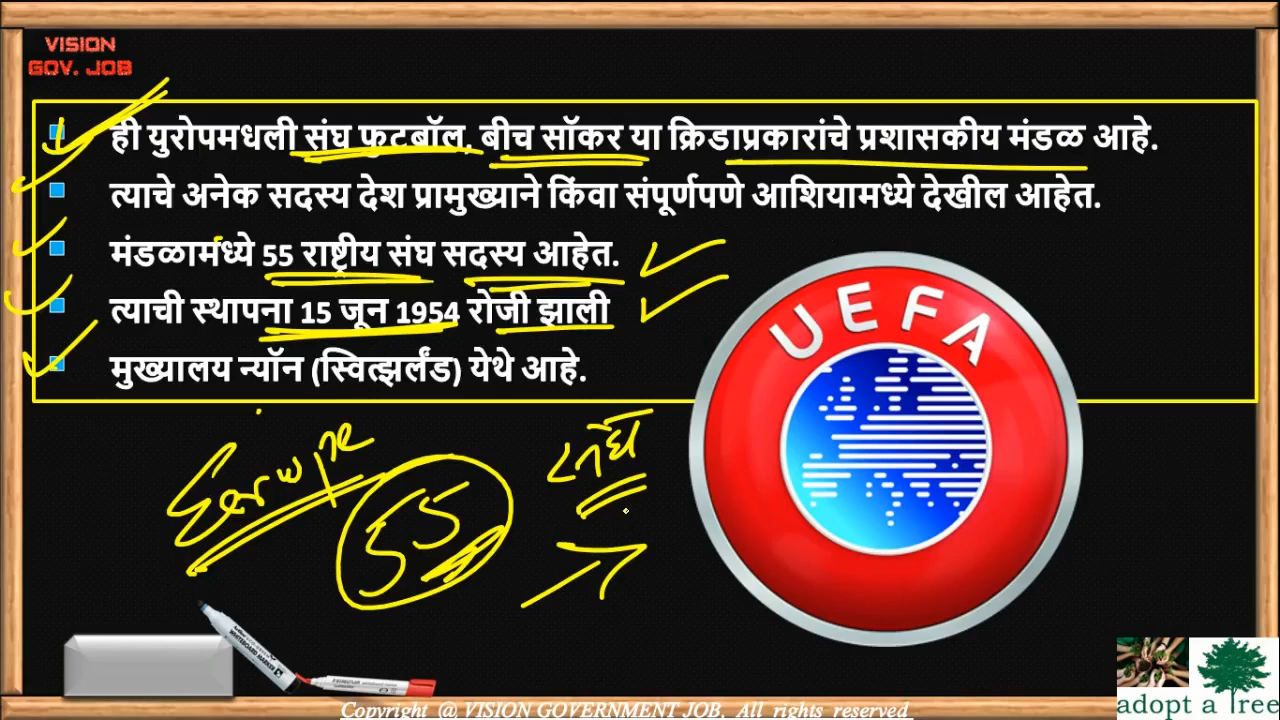 VISION
GOV. JOB
ही युरोपमधली संघ फुटबॉल, बीच सॉकर या क्रिडाप्रकारांचे प्रशासकीय मंडळ आहे.
त्याचे अनेक सदस्य देश प्रामुख्याने किंवा संपूर्णपणे आशियामध्ये देखील आहेत.
मंडळामध्ये 55 राष्ट्रीय संघ सदस्य आहेत.
त्याची स्थापना 15 जून 1954 रोजी झाली
मुख्यालय न्यॉन (स्वित्झर्लंड) येथे आहे.
UEFA
55
adopt a Tree
Copyright @ VISION GOVERNMENT JOB. All rights reserved